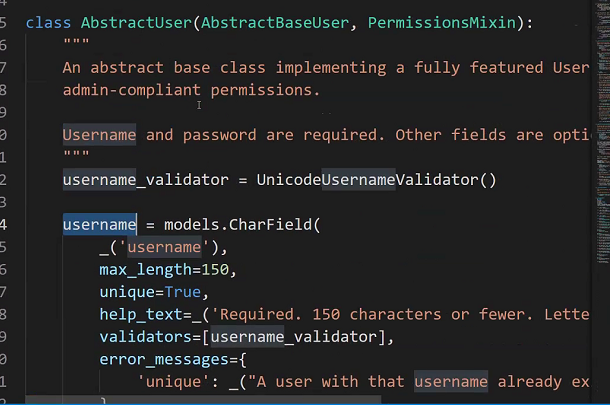 5 class AbstractUser(AbstractBaseUser, PermissionsMixin):
6 """
7 An abstract base class implementing a fully featured User
8 admin-compliant permissions.
9
0 Username and password are required. Other fields are opti
1 """
2 username_validator = UnicodeUsernameValidator()
3
4 username = models.CharField(
5 _('username'),
6 max_length=150,
7 unique=True,
8 help_text=_('Required. 150 characters or fewer. Lette
9 validators=[username_validator],
0 error_messages={
1 'unique': _("A user with that username already ex